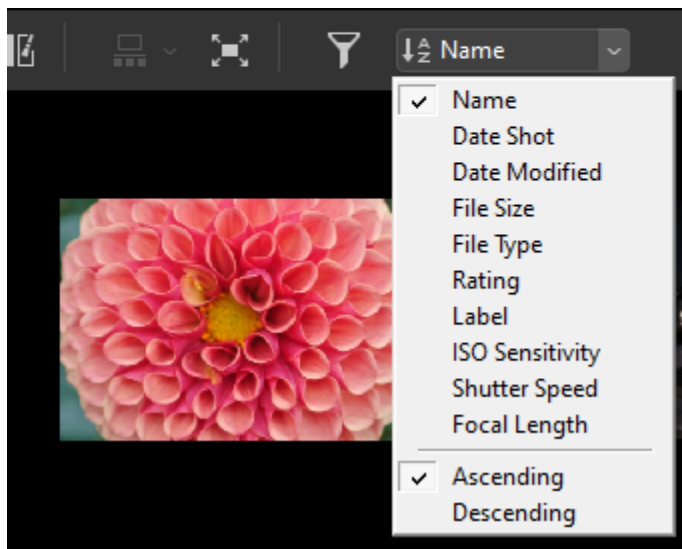 Name
Name
Date Shot
Date Modified
File Size
File Type
Rating
Label
ISO Sensitivity
Shutter Speed
Focal Length
Ascending
Descending